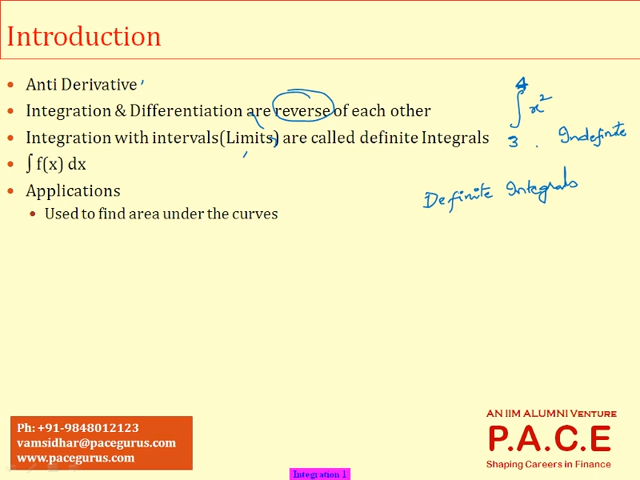 Introduction
Anti Derivative
Integration & Differentiation are reverse of each other
Integration with intervals(Limits) are called definite Integrals
∫ f(x) dx
Applications
Used to find area under the curves
4
∫ x²
3 . Indefinite
Definite Integrals
Ph: +91-9848012123
vamsidhar@pacegurus.com
www.pacegurus.com
AN IIM ALUMNI VENTURE
P.A.C.E
Shaping Careers in Finance
Integration 1